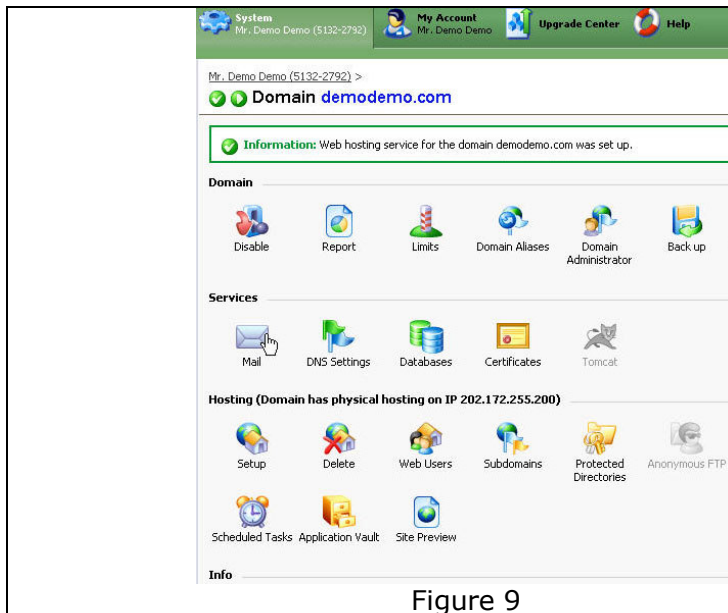 System My Account Upgrade Center Help
Mr. Demo Demo (5132-2792) Mr. Demo Demo
Mr. Demo Demo (5132-2792) >
Domain demodemo.com
Information: Web hosting service for the domain demodemo.com was set up.
Domain
Disable Report Limits Domain Aliases Domain Administrator Back up
Services
Mail DNS Settings Databases Certificates Tomcat
Hosting (Domain has physical hosting on IP 202.172.255.200)
Setup Delete Web Users Subdomains Protected Directories Anonymous FTP
Scheduled Tasks Application Vault Site Preview
Info
Figure 9